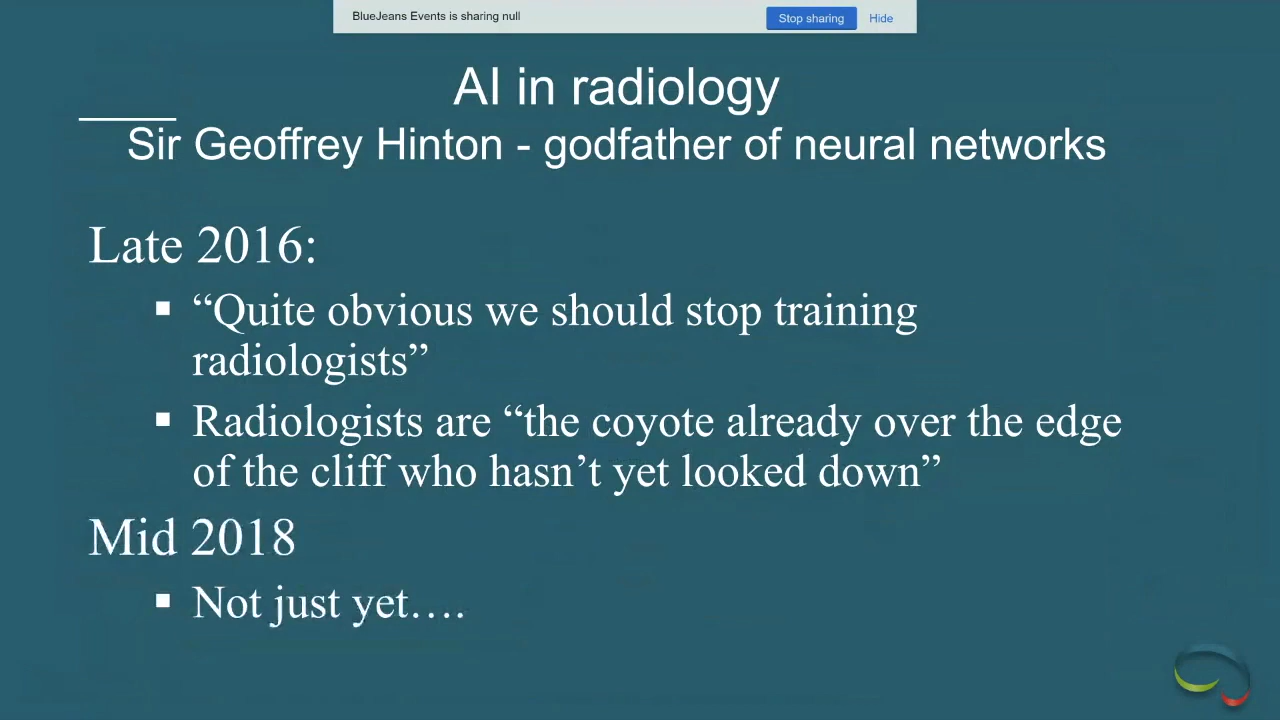 BlueJeans Events is sharing null
Stop sharing
Hide
AI in radiology
Sir Geoffrey Hinton - godfather of neural networks
Late 2016:
▪ “Quite obvious we should stop training
radiologists”
▪ Radiologists are “the coyote already over the edge
of the cliff who hasn’t yet looked down”
Mid 2018
▪ Not just yet….